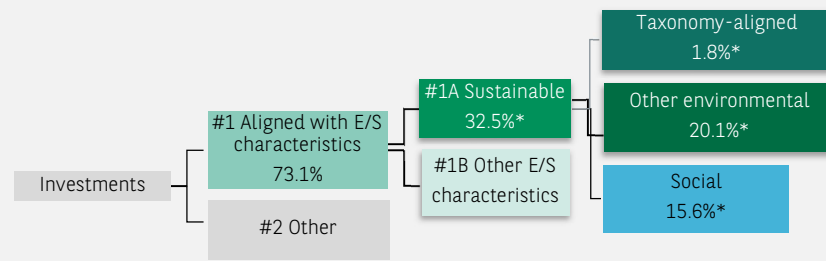 Investments
#1 Aligned with E/S
characteristics
73.1%
#2 Other
#1A Sustainable
32.5%*
#1B Other E/S
characteristics
Taxonomy-aligned
1.8%*
Other environmental
20.1%*
Social
15.6%*